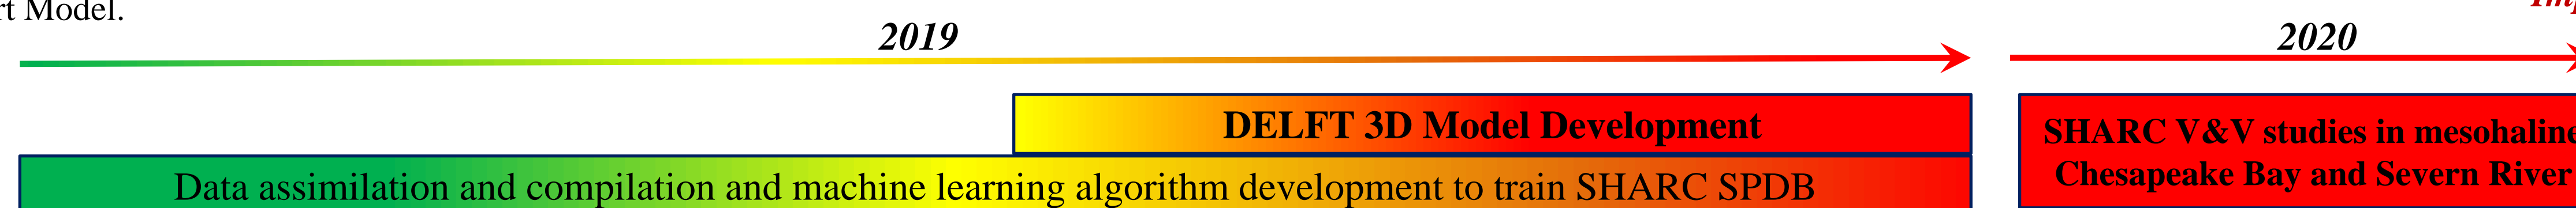 rt Model.
2019
2020
DELFT 3D Model Development
SHARC V&V studies in mesohaline
Chesapeake Bay and Severn River
Data assimilation and compilation and machine learning algorithm development to train SHARC SPDB